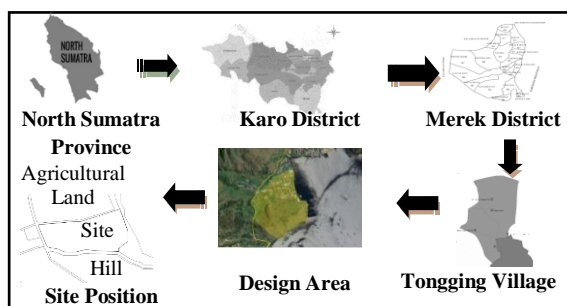 NORTH
SUMATRA
North Sumatra
Province
Karo District
Merek District
Agricultural
Land
Site
Hill
Site Position
Design Area
Tongging Village